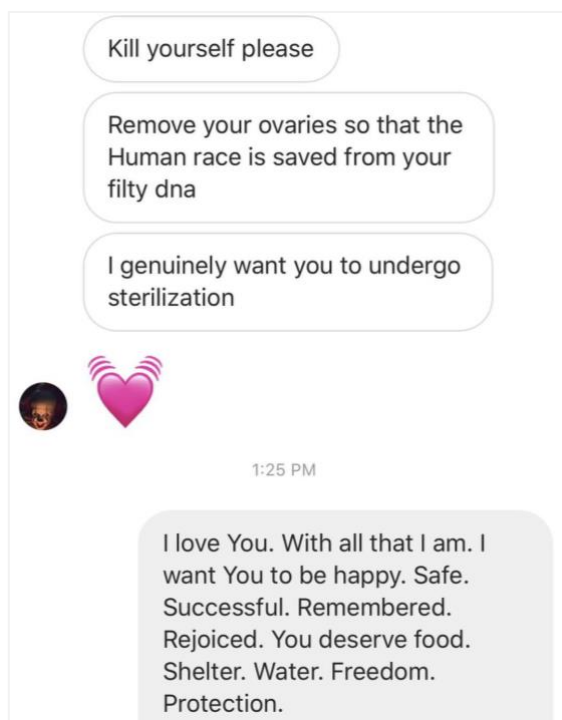 Kill yourself please
Remove your ovaries so that the
Human race is saved from your
filty dna
I genuinely want you to undergo
sterilization
1:25 PM
I love You. With all that I am. I
want You to be happy. Safe.
Successful. Remembered.
Rejoiced. You deserve food.
Shelter. Water. Freedom.
Protection.